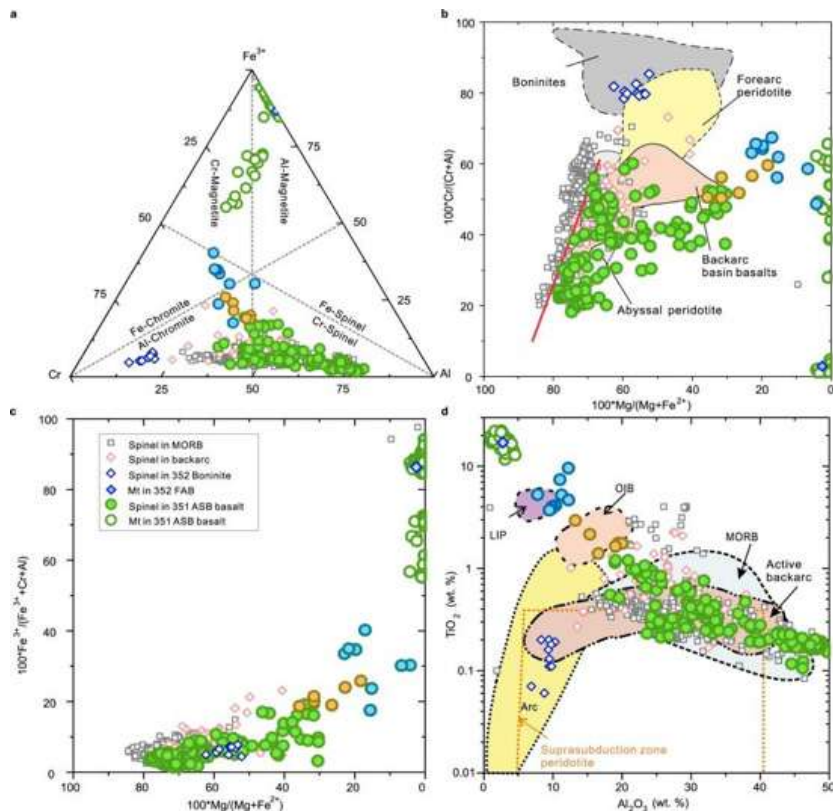 a
Fe³⁺
25
75
Cr-Magnetite
Al-Magnetite
50
50
75
25
Fe-Chromite
Al-Chromite
Fe-Spinel
Cr-Spinel
Cr
50
Al
b
100
80
60
40
20
0
100*Cr/(Cr+Al)
Boninites
Forearc
peridotite
Backarc
basin basalts
Abyssal peridotite
100 80 60 40 20 0
100*Mg/(Mg+Fe²⁺)
c
100
80
60
40
20
0
100*Fe³⁺/(Fe³⁺+Cr+Al)
Spinel in MORB
Spinel in backarc
Spinel in 352 Boninite
Mt in 352 FAB
Spinel in 351 ASB basalt
Mt in 351 ASB basalt
100 80 60 40 20 0
100*Mg/(Mg+Fe²⁺)
d
10
1
0.1
0.01
TiO₂ (wt. %)
LIP
OIB
MORB
Active
backarc
Arc
Suprasubduction zone
peridotite
0 10 20 30 40 50
Al₂O₃ (wt. %)